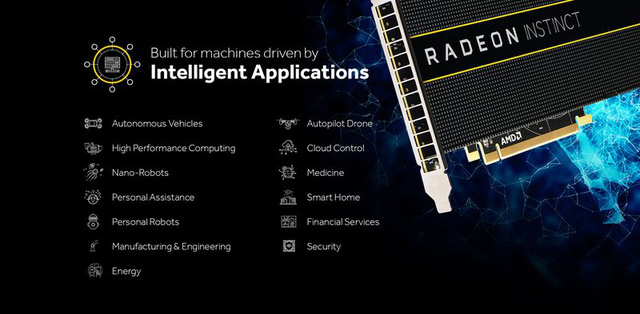 Built for machines driven by
Intelligent Applications
Autonomous Vehicles
High Performance Computing
Nano-Robots
Personal Assistance
Personal Robots
Manufacturing & Engineering
Energy
Autopilot Drone
Cloud Control
Medicine
Smart Home
Financial Services
Security
RADEON INSTINCT
AMD